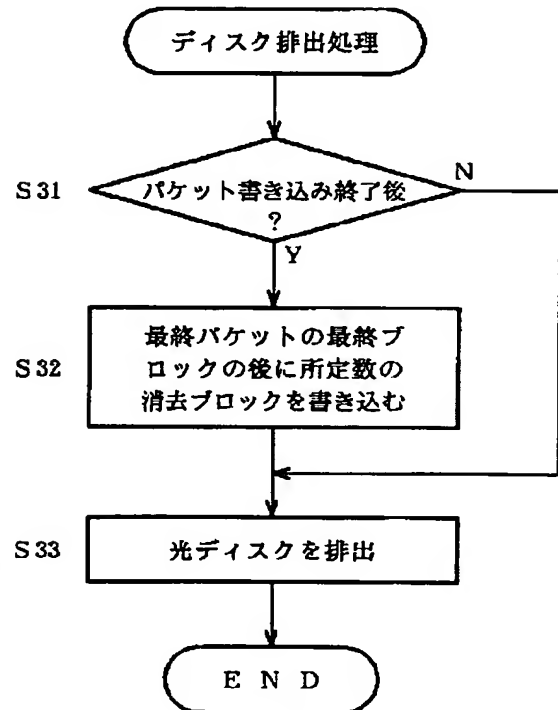 ディスク排出処理
S31
パケット書き込み終了後
?
N
Y
S32
最終パケットの最終ブ
ロックの後に所定数の
消去ブロックを書き込む
S33
光ディスクを排出
E N D